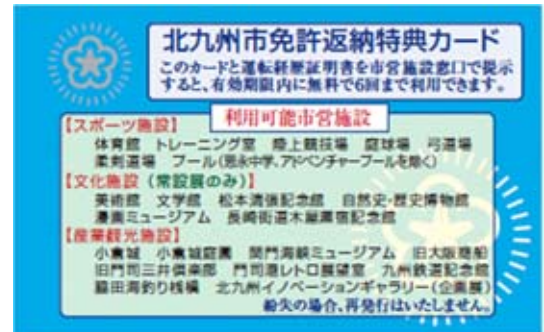 北九州市免許返納特典カード
このカードと運転経歴証明書を市営施設窓口で提示
すると、有効期限内に無料で6回まで利用できます。
利用可能市営施設
【スポーツ施設】
体育館 トレーニング室 陸上競技場 庭球場 弓道場
柔剣道場 プール(思永中学、アドベンチャープールを除く)
【文化施設(常設展のみ)】
美術館 文学館 松本清張記念館 自然史・歴史博物館
漫画ミュージアム 長崎街道木屋瀬宿記念館
【産業観光施設】
小倉城 小倉城庭園 関門海峡ミュージアム 旧大阪商船
旧門司三井倶楽部 門司港レトロ展望室 九州鉄道記念館
脇田海釣り桟橋 北九州イノベーションギャラリー(企画展)
紛失の場合、再発行はいたしません。